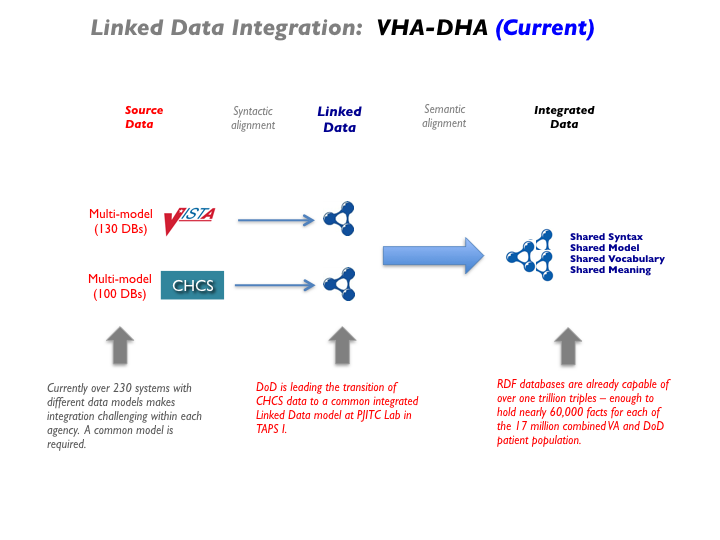 Linked Data Integration: VHA-DHA (Current)
Source
Data
Syntactic
alignment
Linked
Data
Semantic
alignment
Integrated
Data
Multi-model
(130 DBs)
VISTA
Multi-model
(100 DBs)
CHCS
Shared Syntax
Shared Model
Shared Vocabulary
Shared Meaning
Currently over 230 systems with
different data models makes
integration challenging within each
agency. A common model is
required.
DoD is leading the transition of
CHCS data to a common integrated
Linked Data model at PJITC Lab in
TAPS I.
RDF databases are already capable of
over one trillion triples – enough to
hold nearly 60,000 facts for each of
the 17 million combined VA and DoD
patient population.